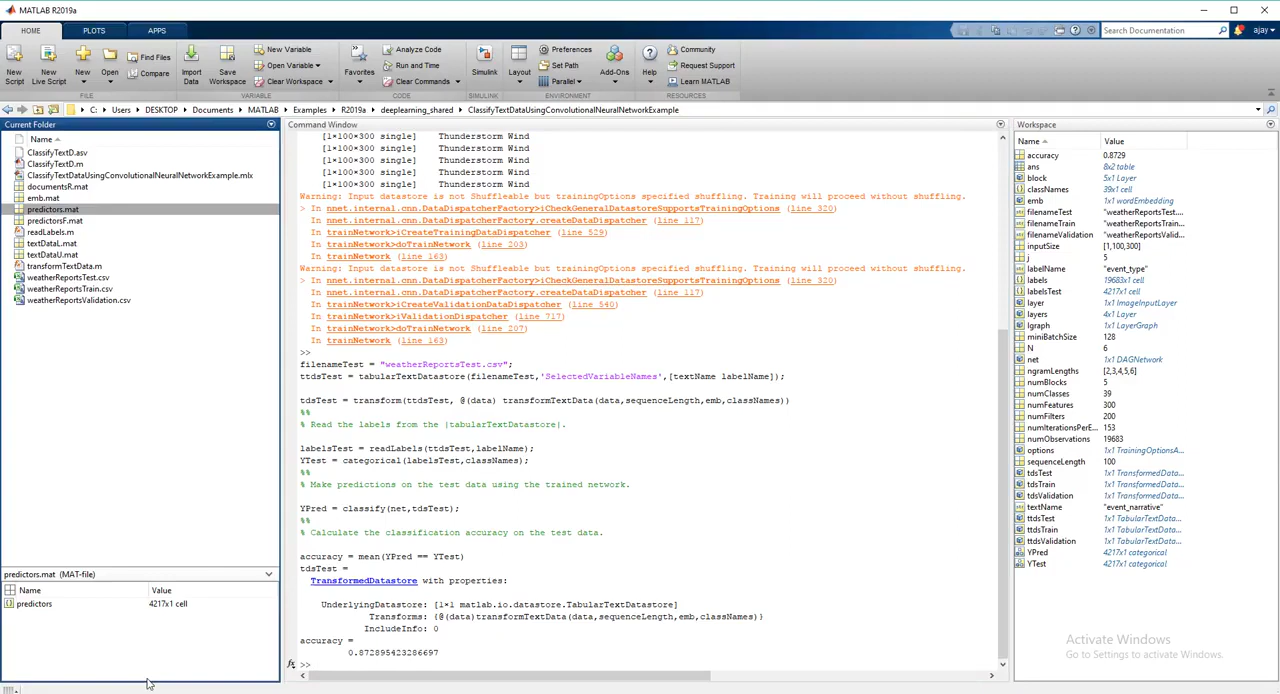 MATLAB R2019a
HOME PLOTS APPS
Search Documentation
ajay
New Script
New Live Script
New
Open
Find Files
Compare
Import Data
Save Workspace
New Variable
Open Variable
Clear Workspace
Favorites
Analyze Code
Run and Time
Clear Commands
Simulink
Layout
Preferences
Set Path
Parallel
Add-Ons
Help
Community
Request Support
Learn MATLAB
FILE VARIABLE CODE SIMULINK ENVIRONMENT RESOURCES
C: Users DESKTOP Documents MATLAB Examples R2019a deeplearning_shared ClassifyTextDataUsingConvolutionalNeuralNetworkExample
Current Folder
Name
ClassifyTextD.asv
ClassifyTextD.m
ClassifyTextDataUsingConvolutionalNeuralNetworkExample.mlx
documentsR.mat
emb.mat
predictors.mat
predictorsF.mat
readLabels.m
textDataL.mat
textDataU.mat
transformTextData.m
weatherReportsTest.csv
weatherReportsTrain.csv
weatherReportsValidation.csv
predictors.mat (MAT-file)
Name Value
predictors 4217x1 cell
Command Window
[1×100×300 single] Thunderstorm Wind
[1×100×300 single] Thunderstorm Wind
[1×100×300 single] Thunderstorm Wind
[1×100×300 single] Thunderstorm Wind
[1×100×300 single] Thunderstorm Wind
Warning: Input datastore is not Shuffleable but trainingOptions specified shuffling. Training will proceed without shuffling.
> In nnet.internal.cnn.DataDispatcherFactory>iCheckGeneralDatastoreSupportsTrainingOptions (line 320)
In nnet.internal.cnn.DataDispatcherFactory.createDataDispatcher (line 117)
In trainNetwork>iCreateTrainingDataDispatcher (line 529)
In trainNetwork>doTrainNetwork (line 203)
In trainNetwork (line 163)
Warning: Input datastore is not Shuffleable but trainingOptions specified shuffling. Training will proceed without shuffling.
> In nnet.internal.cnn.DataDispatcherFactory>iCheckGeneralDatastoreSupportsTrainingOptions (line 320)
In nnet.internal.cnn.DataDispatcherFactory.createDataDispatcher (line 117)
In trainNetwork>iCreateValidationDataDispatcher (line 540)
In trainNetwork>iValidationDispatcher (line 717)
In trainNetwork>doTrainNetwork (line 207)
In trainNetwork (line 163)
>>
filenameTest = "weatherReportsTest.csv";
ttdsTest = tabularTextDatastore(filenameTest,'SelectedVariableNames',[textName labelName]);
tdsTest = transform(ttdsTest, @(data) transformTextData(data,sequenceLength,emb,classNames))
%%
% Read the labels from the |tabularTextDatastore|.
labelsTest = readLabels(ttdsTest,labelName);
YTest = categorical(labelsTest,classNames);
%%
% Make predictions on the test data using the trained network.
YPred = classify(net,tdsTest);
%%
% Calculate the classification accuracy on the test data.
accuracy = mean(YPred == YTest)
tdsTest =
TransformedDatastore with properties:
UnderlyingDatastore: [1×1 matlab.io.datastore.TabularTextDatastore]
Transforms: {@(data)transformTextData(data,sequenceLength,emb,classNames)}
IncludeInfo: 0
accuracy =
0.872895423286697
fx >>
Workspace
Name Value
accuracy 0.8729
ans 8x2 table
block 5x1 Layer
classNames 39x1 cell
emb 1x1 wordEmbedding
filenameTest "weatherReportsTest....
filenameTrain "weatherReportsTrain....
filenameValidation "weatherReportsValid...
inputSize [1,100,300]
j 5
labelName "event_type"
labels 19683x1 cell
labelsTest 4217x1 cell
layer 1x1 ImageInputLayer
layers 4x1 Layer
lgraph 1x1 LayerGraph
miniBatchSize 128
N 6
net 1x1 DAGNetwork
ngramLengths [2,3,4,5,6]
numBlocks 5
numClasses 39
numFeatures 300
numFilters 200
numIterationsPerE... 153
numObservations 19683
options 1x1 TrainingOptionsA...
sequenceLength 100
tdsTest 1x1 TransformedData...
tdsTrain 1x1 TransformedData...
tdsValidation 1x1 TransformedData...
textName "event_narrative"
ttdsTest 1x1 TabularTextData...
ttdsTrain 1x1 TabularTextData...
ttdsValidation 1x1 TabularTextData...
YPred 4217x1 categorical
YTest 4217x1 categorical
Activate Windows
Go to Settings to activate Windows.